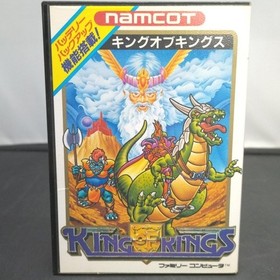 バッテリー
バックアップ
機能搭載!
namcot
キングオブキングス
KING OF KINGS
ファミリー コンピュータ™